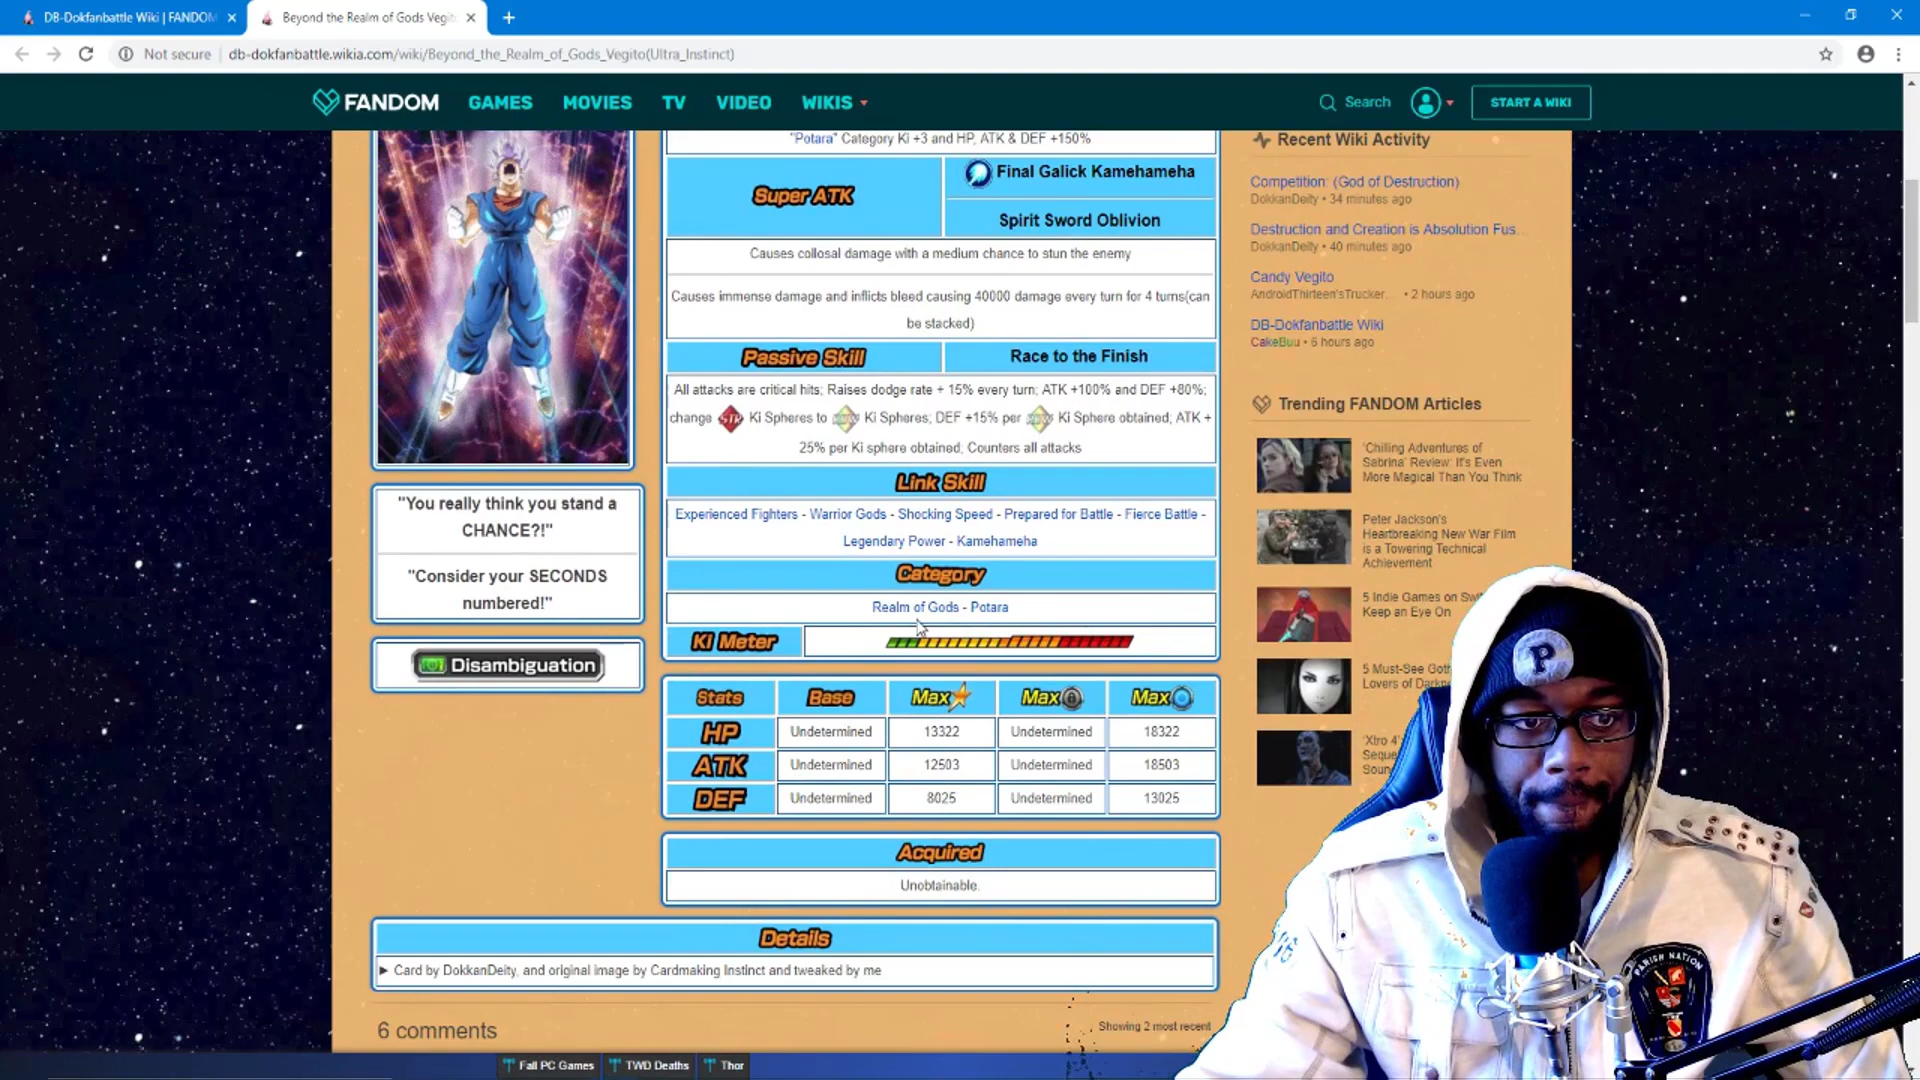 DB-Dokfanbattle Wiki | FANDOM
Beyond the Realm of Gods Vegito
Not secure
db-dokfanbattle.wikia.com/wiki/Beyond_the_Realm_of_Gods_Vegito(Ultra_Instinct)
FANDOM
GAMES
MOVIES
TV
VIDEO
WIKIS
Search
START A WIKI
"Potara" Category Ki +3 and HP, ATK & DEF +150%
Super ATK
Final Galick Kamehameha
Spirit Sword Oblivion
Causes collosal damage with a medium chance to stun the enemy
Causes immense damage and inflicts bleed causing 40000 damage every turn for 4 turns(can
be stacked)
Passive Skill
Race to the Finish
All attacks are critical hits; Raises dodge rate + 15% every turn; ATK +100% and DEF +80%;
change STR Ki Spheres to Ki Spheres; DEF +15% per Ki Sphere obtained; ATK +
25% per Ki sphere obtained; Counters all attacks
Link Skill
Experienced Fighters - Warrior Gods - Shocking Speed - Prepared for Battle - Fierce Battle -
Legendary Power - Kamehameha
Category
Realm of Gods - Potara
Ki Meter
"You really think you stand a
CHANCE?!"
"Consider your SECONDS
numbered!"
Disambiguation
Stats Base Max Max Max
HP Undetermined 13322 Undetermined 18322
ATK Undetermined 12503 Undetermined 18503
DEF Undetermined 8025 Undetermined 13025
Acquired
Unobtainable.
Details
► Card by DokkanDeity, and original image by Cardmaking Instinct and tweaked by me
6 comments
Showing 2 most recent
Recent Wiki Activity
Competition: (God of Destruction)
DokkanDeity • 34 minutes ago
Destruction and Creation is Absolution Fus...
DokkanDeity • 40 minutes ago
Candy Vegito
AndroidThirteen'sTrucker... • 2 hours ago
DB-Dokfanbattle Wiki
CakeBuu • 6 hours ago
Trending FANDOM Articles
'Chilling Adventures of
Sabrina' Review: It's Even
More Magical Than You Think
Peter Jackson's
Heartbreaking New War Film
is a Towering Technical
Achievement
5 Indie Games on
Keep an Eye On
5 Must-See
Lovers of
'Xtro 4'
P
PARISH NATION
Fall PC Games
TWD Deaths
Thor